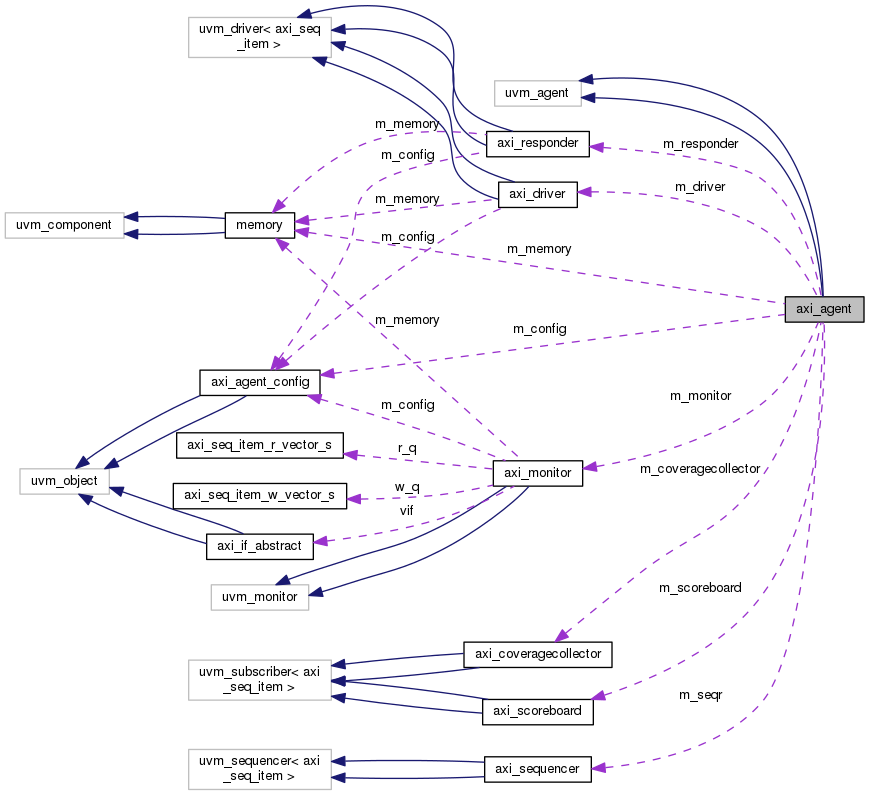 uvm_driver< axi_seq
_item >
uvm_agent
m_memory
axi_responder
m_responder
m_config
m_driver
axi_driver
m_memory
uvm_component
memory
m_config
m_memory
axi_agent
m_memory
m_config
axi_agent_config
m_monitor
m_config
axi_seq_item_r_vector_s
r_q
axi_monitor
m_coveragecollector
uvm_object
w_q
axi_seq_item_w_vector_s
vif
axi_if_abstract
m_scoreboard
uvm_monitor
axi_coveragecollector
uvm_subscriber< axi
_seq_item >
m_seqr
axi_scoreboard
uvm_sequencer< axi
_seq_item >
axi_sequencer